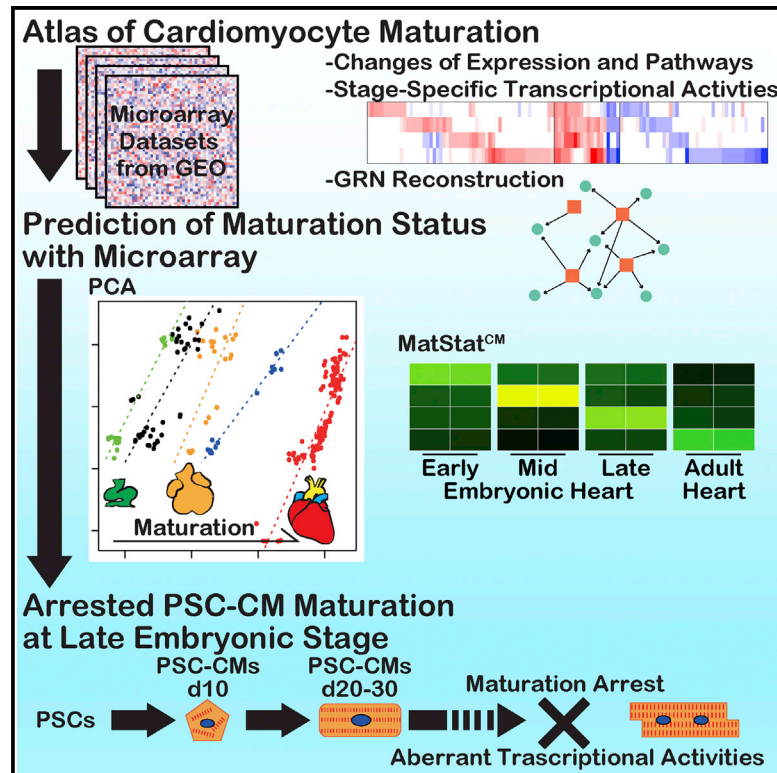 Atlas of Cardiomyocyte Maturation
Microarray
Datasets
from GEO
-Changes of Expression and Pathways
-Stage-Specific Transcriptional Activties
-GRN Reconstruction
Prediction of Maturation Status
with Microarray
PCA
Maturation
MatStatCM
Early
Mid
Late
Adult
Embryonic Heart
Heart
Arrested PSC-CM Maturation
at Late Embryonic Stage
PSCs
PSC-CMs
d10
PSC-CMs
d20-30
Maturation Arrest
Aberrant Trascriptional Activities